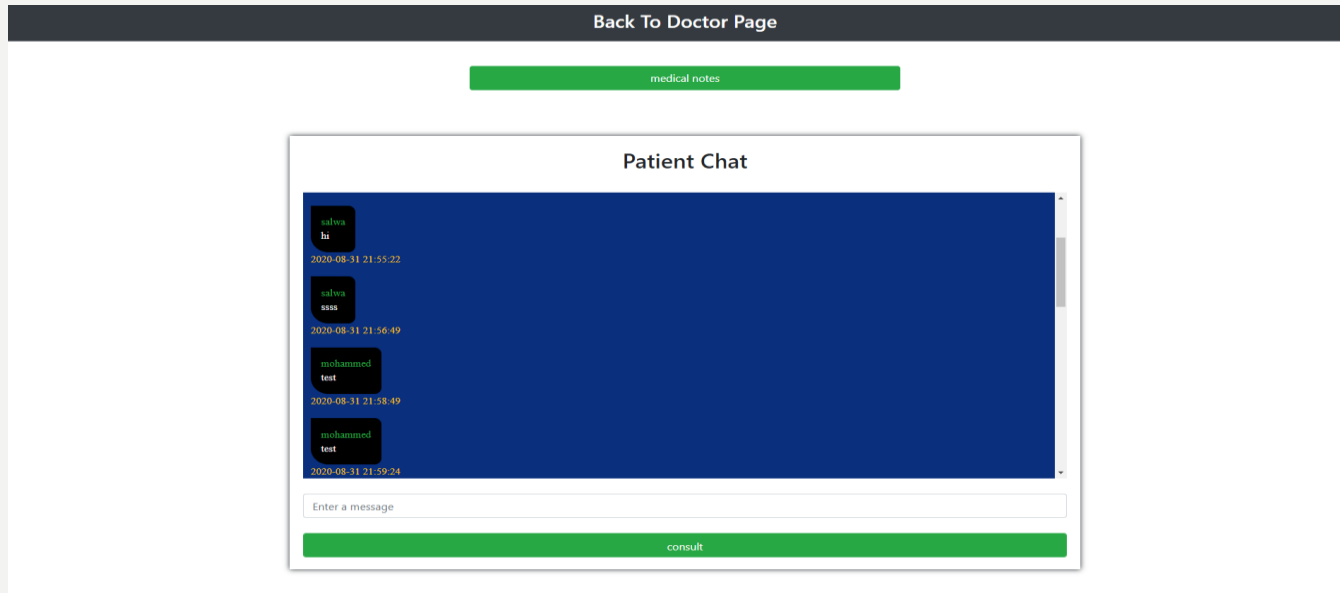 Back To Doctor Page
medical notes
Patient Chat
salwa
hi
2020-08-31 21:55:22
salwa
ssss
2020-08-31 21:56:49
mohammed
test
2020-08-31 21:58:49
mohammed
test
2020-08-31 21:59:24
Enter a message
consult